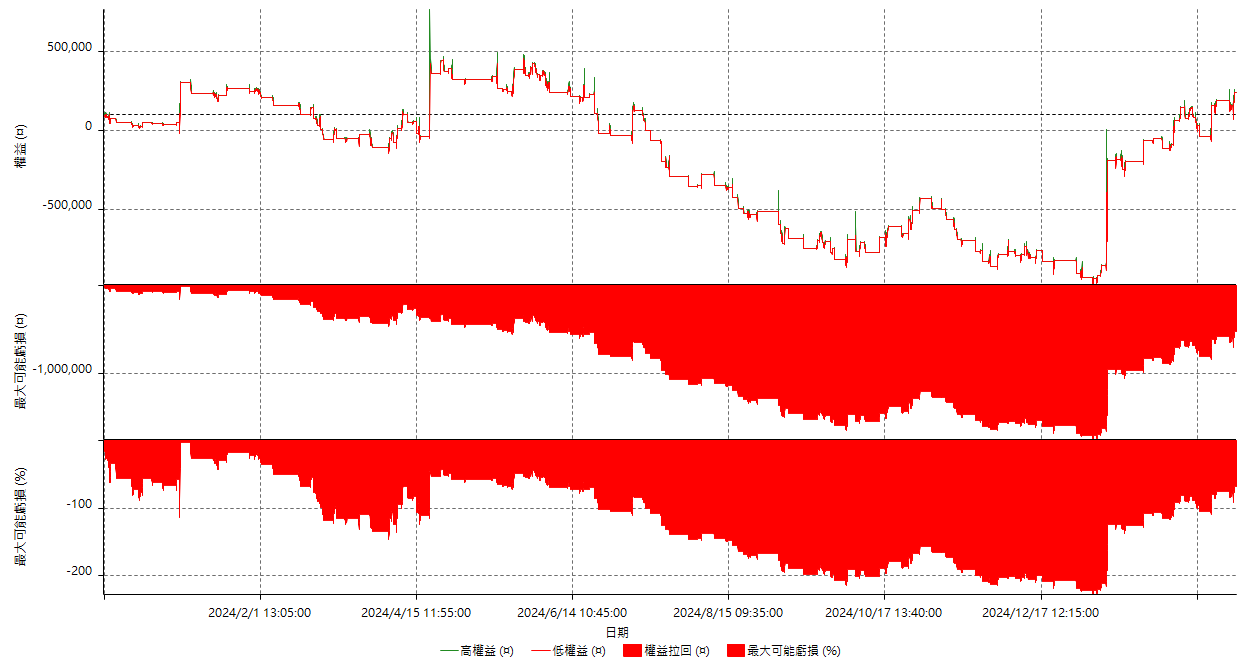 500,000
0
-500,000
權益 (¤)
-1,000,000
最大可能虧損 (¤)
-100
-200
最大可能虧損 (%)
2024/2/1 13:05:00
2024/4/15 11:55:00
2024/6/14 10:45:00
2024/8/15 09:35:00
2024/10/17 13:40:00
2024/12/17 12:15:00
日期
高權益 (¤) 低權益 (¤) 權益拉回 (¤) 最大可能虧損 (%)